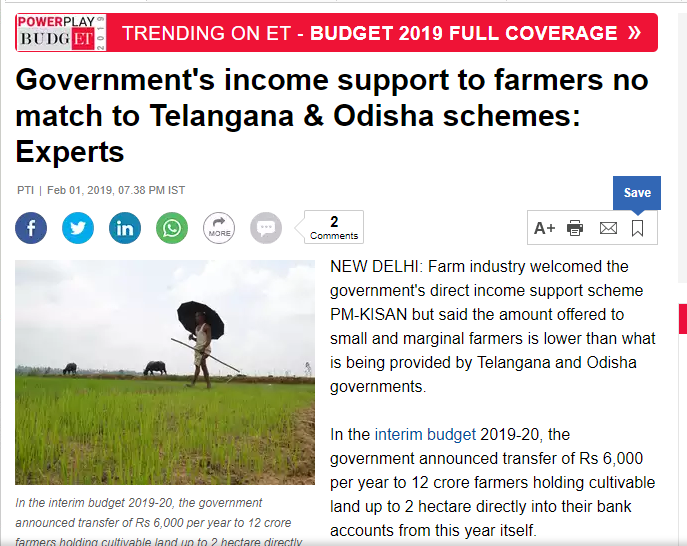 POWERPLAY
BUDGET
2019
TRENDING ON ET - BUDGET 2019 FULL COVERAGE »
Government's income support to farmers no
match to Telangana & Odisha schemes:
Experts
PTI | Feb 01, 2019, 07.38 PM IST
Save
MORE
2
Comments
A+
NEW DELHI: Farm industry welcomed the
government's direct income support scheme
PM-KISAN but said the amount offered to
small and marginal farmers is lower than what
is being provided by Telangana and Odisha
governments.
In the interim budget 2019-20, the
government announced transfer of Rs 6,000
per year to 12 crore farmers holding cultivable
land up to 2 hectare directly into their bank
accounts from this year itself.
In the interim budget 2019-20, the government
announced transfer of Rs 6,000 per year to 12 crore
farmers holding cultivable land up to 2 hectare directly